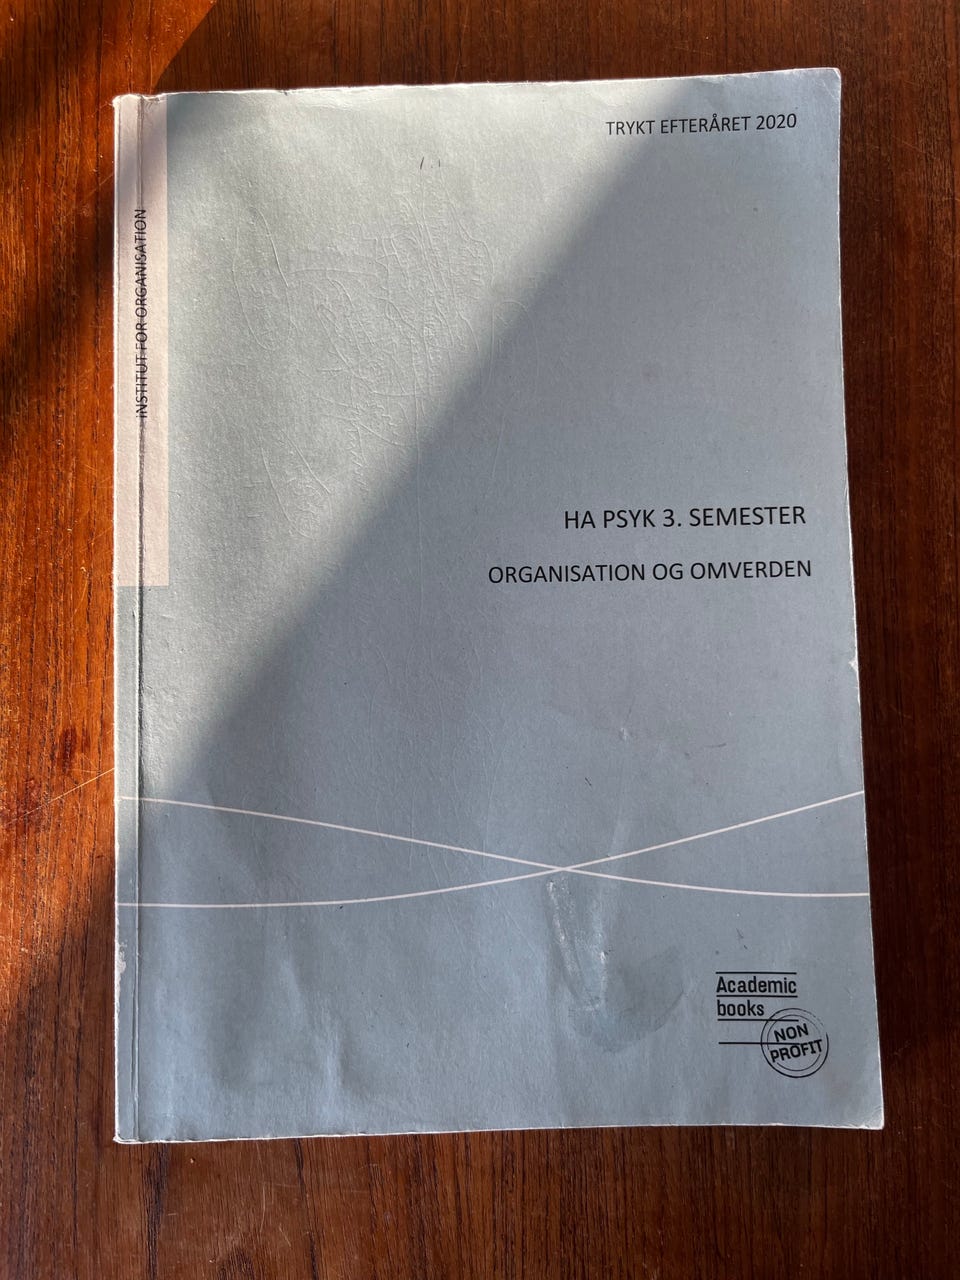 TRYKT EFTERÅRET 2020
INSTITUT FOR ORGANISATION
HA PSYK 3. SEMESTER
ORGANISATION OG OMVERDEN
Academic
books
NON
PROFIT